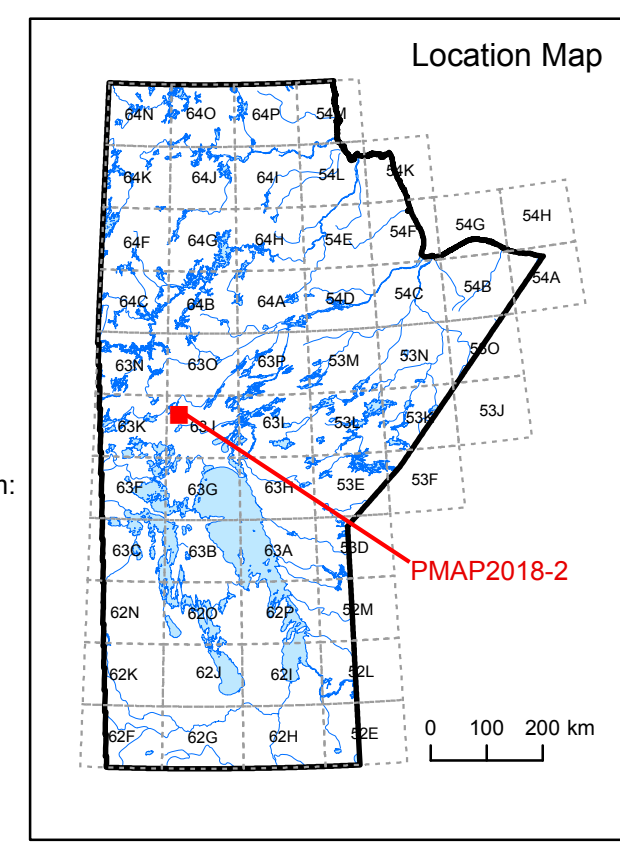 Location Map
64N 64O 64P 54M
64K 64J 64I 54L 54K
64F 64G 64H 54E 54F 54G 54H
64C 64B 64A 54D 54C 54B 54A
63N 63O 63P 53M 53N 53O
63K 63J 63I 53L 53K 53J
n:
63F 63G 63H 53E 53F
63C 63B 63A 53D
PMAP2018-2
62N 62O 62P 52M
62K 62J 62I 52L
62F 62G 62H 52E
0 100 200 km